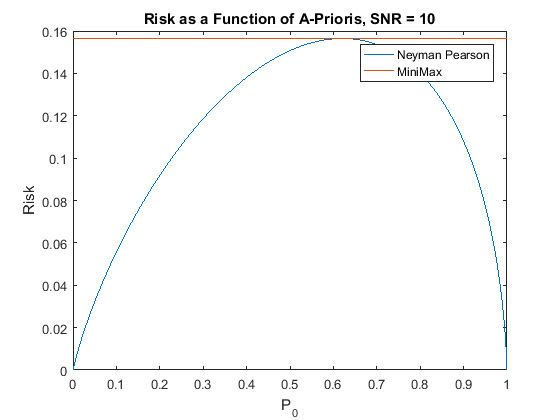 Risk as a Function of A-Prioris, SNR = 10
0.16
0.14
0.12
0.1
0.08
0.06
0.04
0.02
0
Risk
Neyman Pearson
MiniMax
0 0.1 0.2 0.3 0.4 0.5 0.6 0.7 0.8 0.9 1
P0